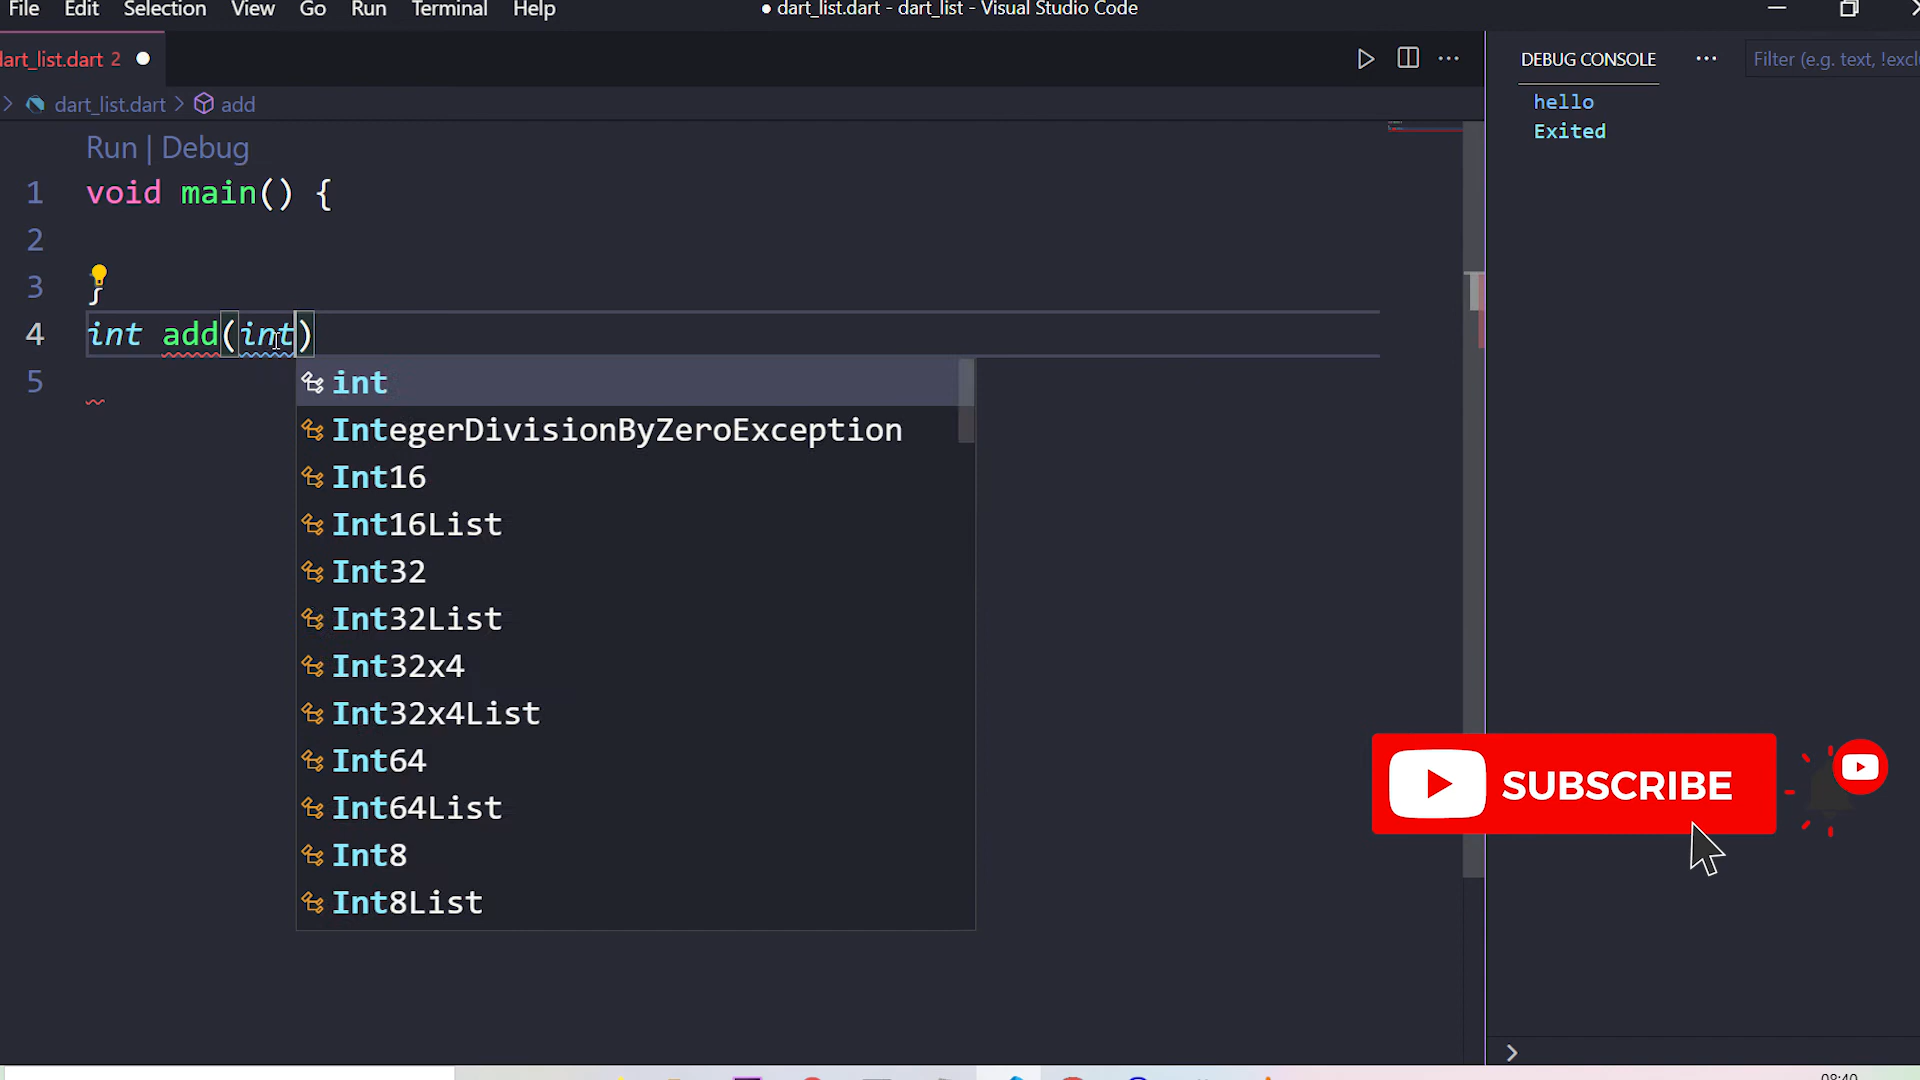 File Edit Selection View Go Run Terminal Help
● dart_list.dart - dart_list - Visual Studio Code
dart_list.dart 2
DEBUG CONSOLE
Filter (e.g. text, !excl
dart_list.dart > add
hello
Exited
Run | Debug
1 void main() {
2
3 }
4 int add(int)
5
int
IntegerDivisionByZeroException
Int16
Int16List
Int32
Int32List
Int32x4
Int32x4List
Int64
Int64List
Int8
Int8List
SUBSCRIBE
08:40